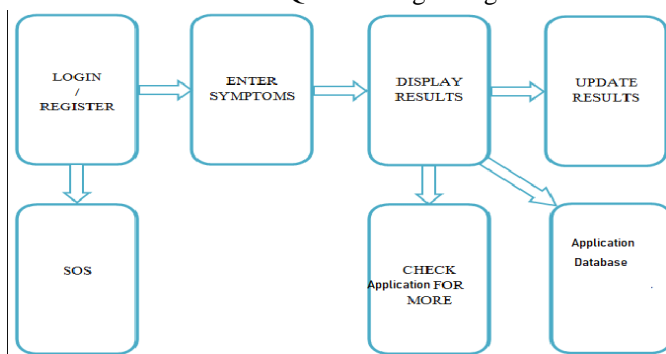 LOGIN
/
REGISTER
ENTER
SYMPTOMS
DISPLAY
RESULTS
UPDATE
RESULTS
SOS
CHECK
Application FOR
MORE
Application
Database
.